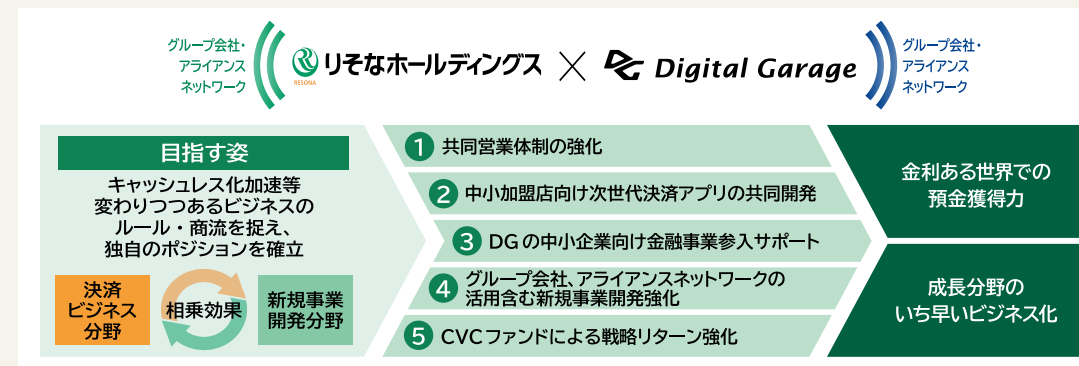 グループ会社・
アライアンス
ネットワーク
RESONA
りそなホールディングス
×
DG Digital Garage
グループ会社・
アライアンス
ネットワーク
目指す姿
キャッシュレス化加速等
変わりつつあるビジネスの
ルール・商流を捉え、
独自のポジションを確立
決済
ビジネス
分野
相乗効果
新規事業
開発分野
1 共同営業体制の強化
2 中小加盟店向け次世代決済アプリの共同開発
3 DGの中小企業向け金融事業参入サポート
4 グループ会社、アライアンスネットワークの
活用含む新規事業開発強化
5 CVCファンドによる戦略リターン強化
金利ある世界での
預金獲得力
成長分野の
いち早いビジネス化